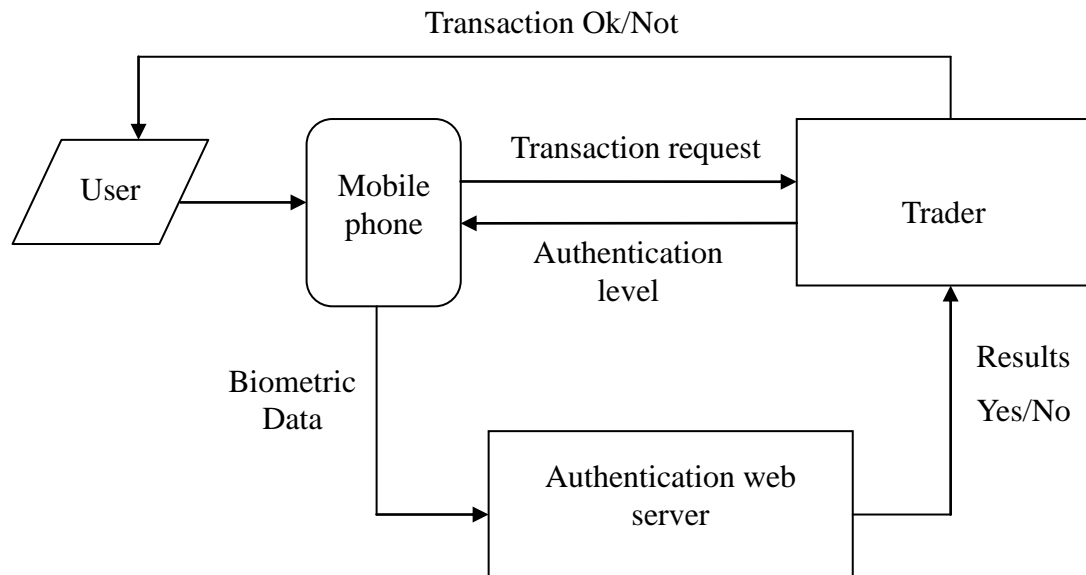 Transaction Ok/Not
User
Mobile
phone
Transaction request
Trader
Authentication
level
Biometric
Data
Results
Yes/No
Authentication web
server